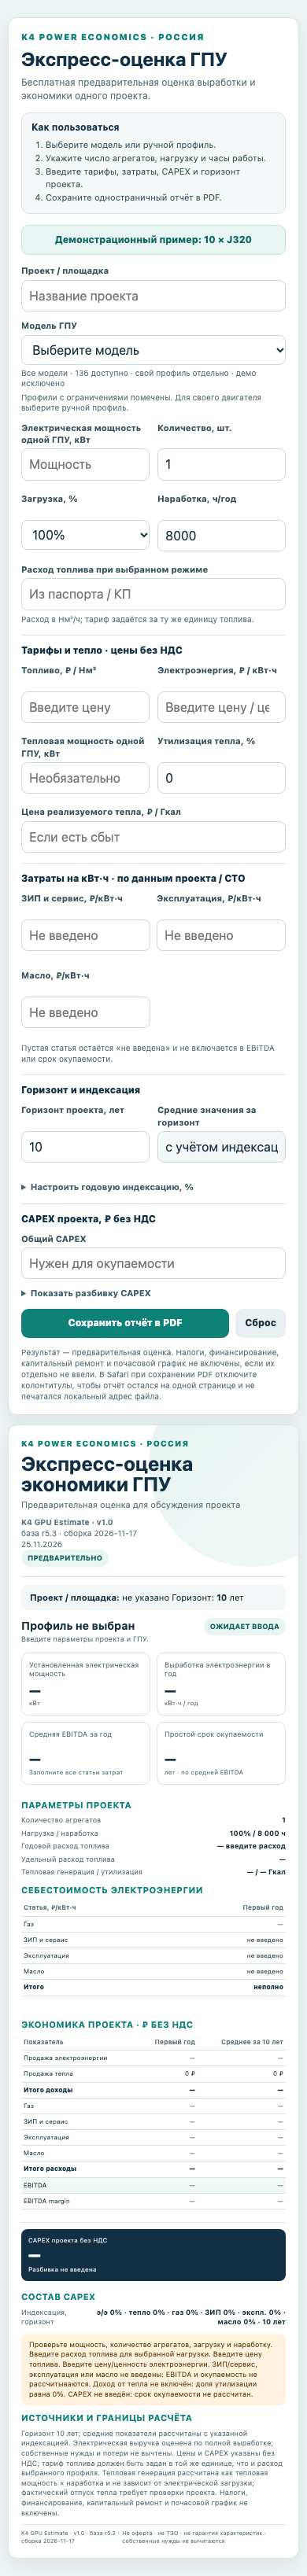 K4 POWER ECONOMICS · РОССИЯ
Экспресс-оценка ГПУ
Бесплатная предварительная оценка выработки и
экономики одного проекта.
Как пользоваться
1. Выберите модель или ручной профиль.
2. Укажите число агрегатов, нагрузку и часы работы.
3. Введите тарифы, затраты, CAPEX и горизонт
проекта.
4. Сохраните одностраничный отчёт в PDF.
Демонстрационный пример: 10 × J320
Проект / площадка
Название проекта
Модель ГПУ
Выберите модель
Все модели · 136 доступно · свой профиль отдельно · демо
исключено
Профили с ограничениями помечены. Для своего двигателя
выберите ручной профиль.
Электрическая мощность
одной ГПУ, кВт
Количество, шт.
Мощность
1
Загрузка, %
Наработка, ч/год
100%
8000
Расход топлива при выбранном режиме
Из паспорта / КП
Расход в Нм³/ч; тариф задаётся за ту же единицу топлива.
Тарифы и тепло · цены без НДС
Топливо, ₽ / Нм³
Электроэнергия, ₽ / кВт·ч
Введите цену
Введите цену / це
Тепловая мощность одной
ГПУ, кВт
Утилизация тепла, %
Необязательно
0
Цена реализуемого тепла, ₽ / Гкал
Если есть сбыт
Затраты на кВт·ч · по данным проекта / СТО
ЗИП и сервис, ₽/кВт·ч
Эксплуатация, ₽/кВт·ч
Не введено
Не введено
Масло, ₽/кВт·ч
Не введено
Пустая статья остаётся «не введена» и не включается в EBITDA
или срок окупаемости.
Горизонт и индексация
Горизонт проекта, лет
Средние значения за
горизонт
10
с учётом индексац
▶ Настроить годовую индексацию, %
CAPEX проекта, ₽ без НДС
Общий CAPEX
Нужен для окупаемости
▶ Показать разбивку CAPEX
Сохранить отчёт в PDF
Сброс
Результат — предварительная оценка. Налоги, финансирование,
капитальный ремонт и почасовой график не включены, если их
отдельно не ввели. В Safari при сохранении PDF отключите
колонтитулы, чтобы отчёт остался на одной странице и не
печатался локальный адрес файла.
K4 POWER ECONOMICS · РОССИЯ
Экспресс-оценка
экономики ГПУ
Предварительная оценка для обсуждения проекта
K4 GPU Estimate · v1.0
база r5.3 · сборка 2026-11-17
25.11.2026
ПРЕДВАРИТЕЛЬНО
Проект / площадка: не указано Горизонт: 10 лет
Профиль не выбран
ОЖИДАЕТ ВВОДА
Введите параметры проекта и ГПУ.
Установленная электрическая
мощность
—
кВт
Выработка электроэнергии в
год
—
кВт·ч / год
Средняя EBITDA за год
—
Заполните все статьи затрат
Простой срок окупаемости
—
лет · по средней EBITDA
ПАРАМЕТРЫ ПРОЕКТА
Количество агрегатов 1
Нагрузка / наработка 100% / 8 000 ч
Годовой расход топлива — введите расход
Удельный расход топлива —
Тепловая генерация / утилизация — / — Гкал
СЕБЕСТОИМОСТЬ ЭЛЕКТРОЭНЕРГИИ
Статья, ₽/кВт·ч Первый год
Газ —
ЗИП и сервис не введено
Эксплуатация не введено
Масло не введено
Итого неполно
ЭКОНОМИКА ПРОЕКТА · ₽ БЕЗ НДС
Показатель Первый год Среднее за 10 лет
Продажа электроэнергии — —
Продажа тепла 0 ₽ 0 ₽
Итого доходы — —
Газ — —
ЗИП и сервис — —
Эксплуатация — —
Масло — —
Итого расходы — —
EBITDA — —
EBITDA margin — —
CAPEX проекта без НДС
—
Разбивка не введена
СОСТАВ CAPEX
Индексация, э/э 0% · тепло 0% · газ 0% · ЗИП 0% · экспл. 0% ·
горизонт масло 0% · 10 лет
Проверьте мощность, количество агрегатов, загрузку и наработку.
Введите расход топлива для выбранной нагрузки. Введите цену
топлива. Введите цену/ценность электроэнергии. ЗИП/сервис,
эксплуатация или масло не введены: EBITDA и окупаемость не
рассчитываются. Доход от тепла не включён: доля утилизации
равна 0%. CAPEX не введён: срок окупаемости не рассчитан.
ИСТОЧНИКИ И ГРАНИЦЫ РАСЧЁТА
Горизонт 10 лет; средние показатели рассчитаны с указанной
индексацией. Электрическая выручка оценена по полной выработке;
собственные нужды и потери не вычтены. Цены и CAPEX указаны без
НДС; тариф топлива должен быть задан в той же единице, что и расход
выбранного профиля. Тепловая генерация рассчитана как тепловая
мощность × наработка и не зависит от электрической загрузки;
фактический отпуск тепла требует проверки проекта. Налоги,
финансирование, капитальный ремонт и почасовой график не
включены.
K4 GPU Estimate · v1.0 · база r5.3 ·
сборка 2026-11-17
Не оферта · не ТЭО · не гарантия характеристик ·
собственные нужды не вычитаются